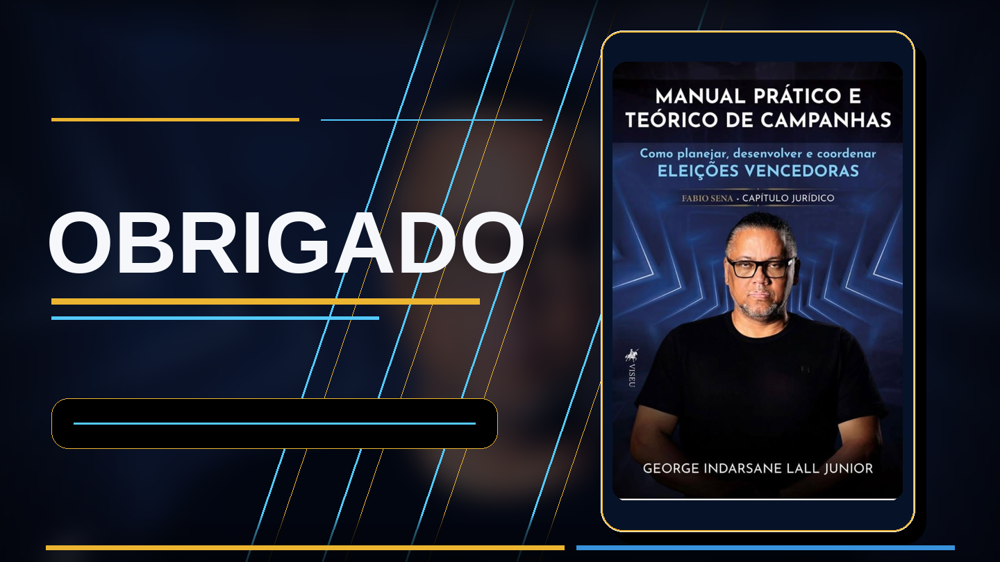 OBRIGADO
MANUAL PRÁTICO E
TEÓRICO DE CAMPANHAS
Como planejar, desenvolver e coordenar
ELEIÇÕES VENCEDORAS
FABIO SENA - CAPÍTULO JURÍDICO
VISEU
GEORGE INDARSANE LALL JUNIOR